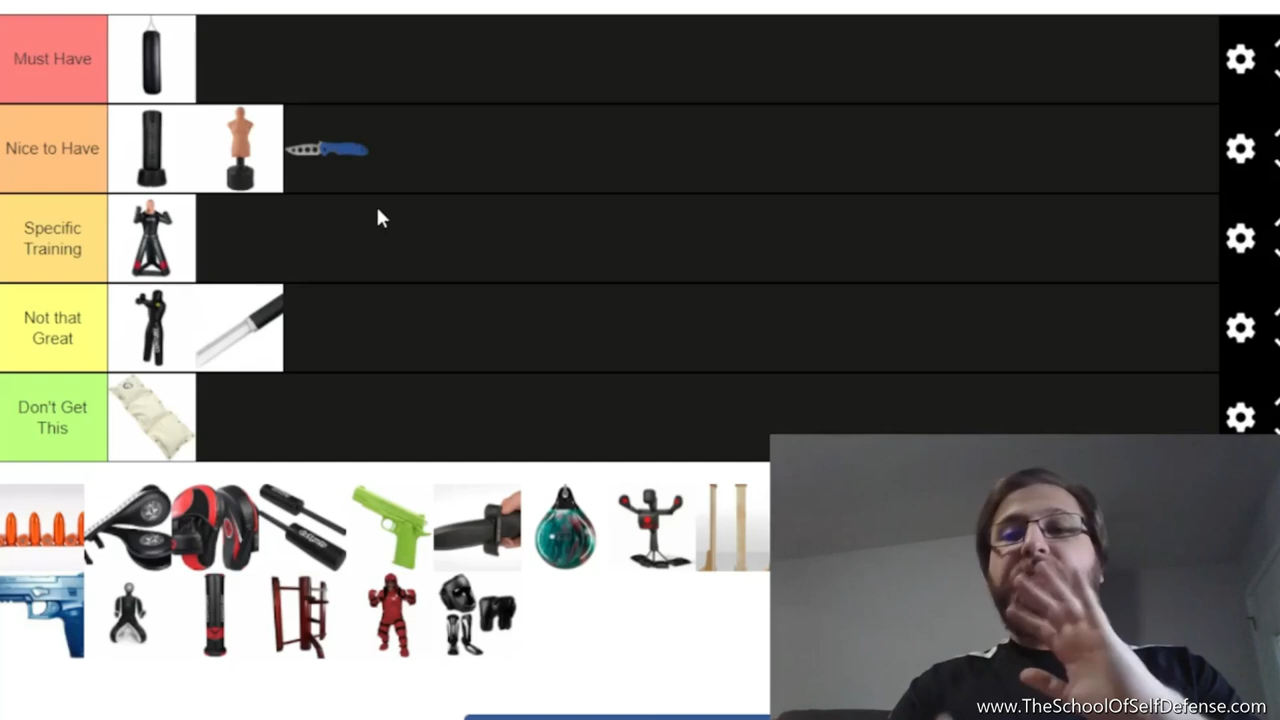 Must Have
Nice to Have
Specific
Training
Not that
Great
Don't Get
This
www.TheSchoolOfSelfDefense.com